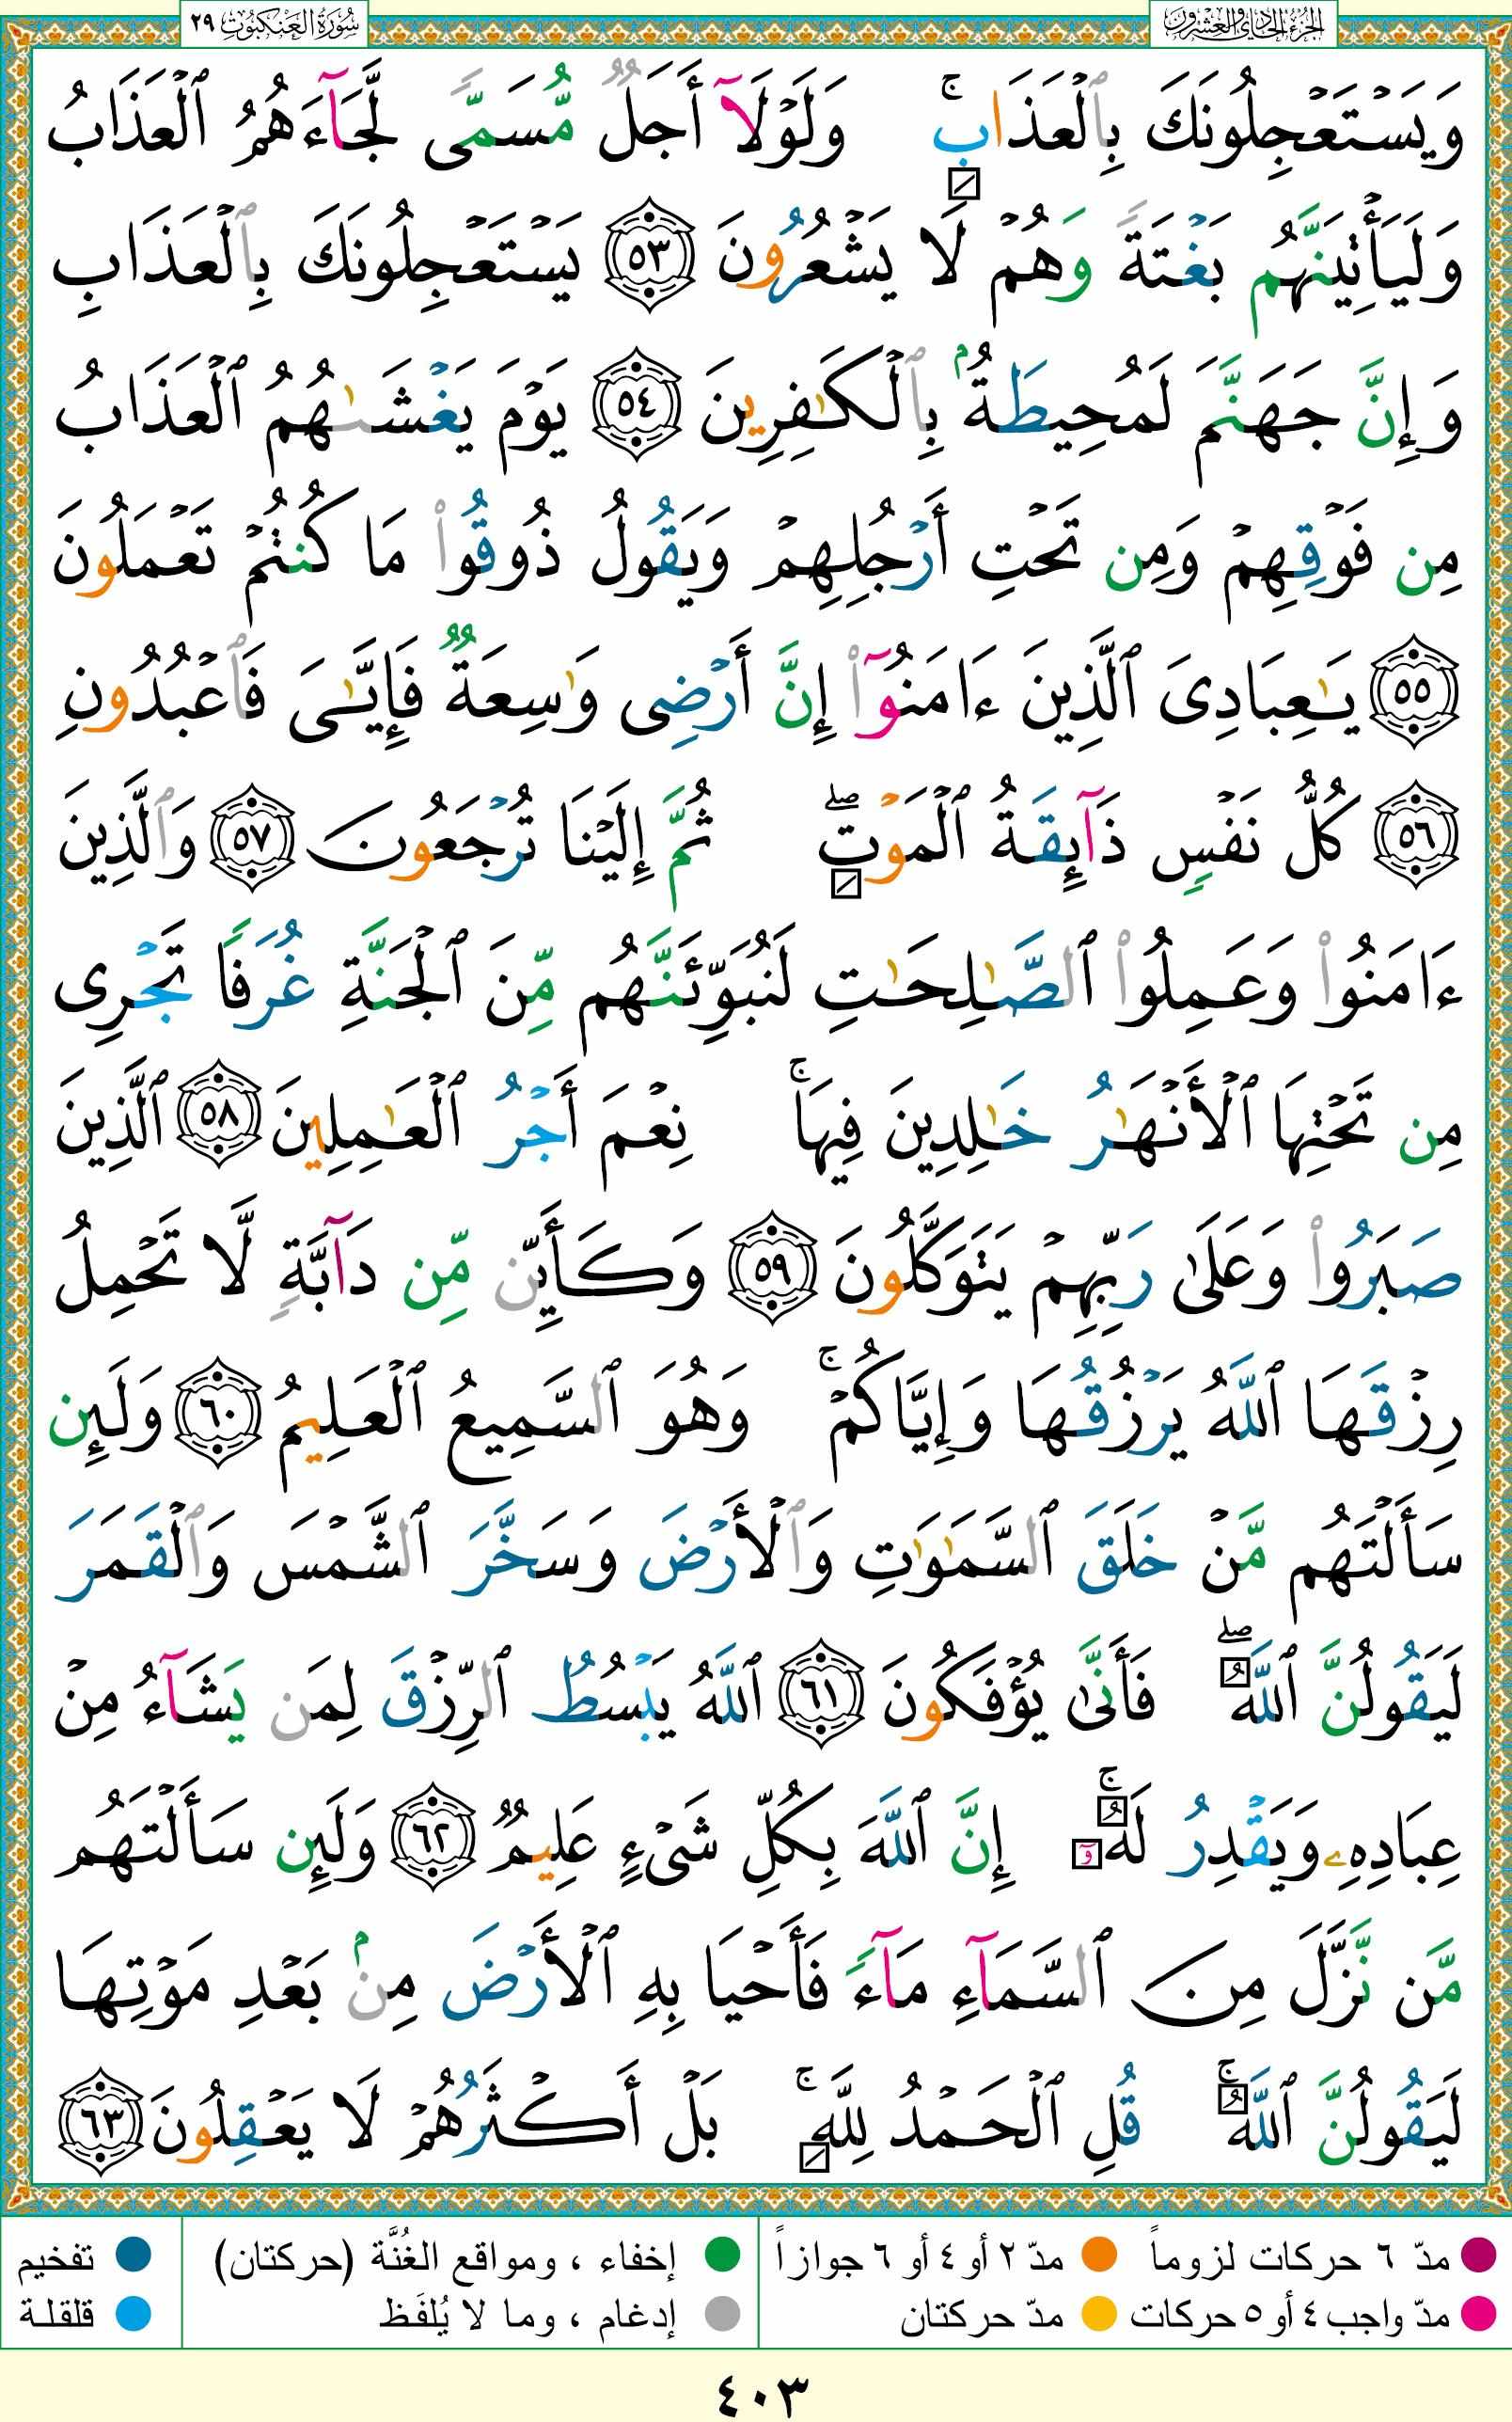 الجزء الحادي والعشرون
سورة العنكبوت ٢٩
وَيَسۡتَعۡجِلُونَكَ بِٱلۡعَذَابِۚ وَلَوۡلَآ أَجَلٞ مُّسَمّٗى لَّجَآءَهُمُ ٱلۡعَذَابُ
وَلَيَأۡتِيَنَّهُم بَغۡتَةٗ وَهُمۡ لَا يَشۡعُرُونَ ٥٣ يَسۡتَعۡجِلُونَكَ بِٱلۡعَذَابِ
وَإِنَّ جَهَنَّمَ لَمُحِيطَةُۢ بِٱلۡكَٰفِرِينَ ٥٤ يَوۡمَ يَغۡشَىٰهُمُ ٱلۡعَذَابُ
مِن فَوۡقِهِمۡ وَمِن تَحۡتِ أَرۡجُلِهِمۡ وَيَقُولُ ذُوقُواْ مَا كُنتُمۡ تَعۡمَلُونَ
٥٥ يَٰعِبَادِيَ ٱلَّذِينَ ءَامَنُوٓاْ إِنَّ أَرۡضِي وَٰسِعَةٞ فَإِيَّٰيَ فَٱعۡبُدُونِ
٥٦ كُلُّ نَفۡسٖ ذَآئِقَةُ ٱلۡمَوۡتِۖ ثُمَّ إِلَيۡنَا تُرۡجَعُونَ ٥٧ وَٱلَّذِينَ
ءَامَنُواْ وَعَمِلُواْ ٱلصَّٰلِحَٰتِ لَنُبَوِّئَنَّهُم مِّنَ ٱلۡجَنَّةِ غُرَفٗا تَجۡرِي
مِن تَحۡتِهَا ٱلۡأَنۡهَٰرُ خَٰلِدِينَ فِيهَاۚ نِعۡمَ أَجۡرُ ٱلۡعَٰمِلِينَ ٥٨ ٱلَّذِينَ
صَبَرُواْ وَعَلَىٰ رَبِّهِمۡ يَتَوَكَّلُونَ ٥٩ وَكَأَيِّن مِّن دَآبَّةٖ لَّا تَحۡمِلُ
رِزۡقَهَا ٱللَّهُ يَرۡزُقُهَا وَإِيَّاكُمۡۚ وَهُوَ ٱلسَّمِيعُ ٱلۡعَلِيمُ ٦٠ وَلَئِن
سَأَلۡتَهُم مَّنۡ خَلَقَ ٱلسَّمَٰوَٰتِ وَٱلۡأَرۡضَ وَسَخَّرَ ٱلشَّمۡسَ وَٱلۡقَمَرَ
لَيَقُولُنَّ ٱللَّهُۖ فَأَنَّىٰ يُؤۡفَكُونَ ٦١ ٱللَّهُ يَبۡسُطُ ٱلرِّزۡقَ لِمَن يَشَآءُ مِنۡ
عِبَادِهِۦ وَيَقۡدِرُ لَهُۥٓۚ إِنَّ ٱللَّهَ بِكُلِّ شَيۡءٍ عَلِيمٞ ٦٢ وَلَئِن سَأَلۡتَهُم
مَّن نَّزَّلَ مِنَ ٱلسَّمَآءِ مَآءٗ فَأَحۡيَا بِهِ ٱلۡأَرۡضَ مِنۢ بَعۡدِ مَوۡتِهَا
لَيَقُولُنَّ ٱللَّهُۚ قُلِ ٱلۡحَمۡدُ لِلَّهِۚ بَلۡ أَكۡثَرُهُمۡ لَا يَعۡقِلُونَ ٦٣
مدّ ٦ حركات لزوماً مدّ ٢ أو ٤ أو ٦ جوازاً إخفاء ، ومواقع الغُنَّة (حركتان) تفخيم
مدّ واجب ٤ أو ٥ حركات مدّ حركتان إدغام ، وما لا يُلفَظ قلقلة
٤٠٣